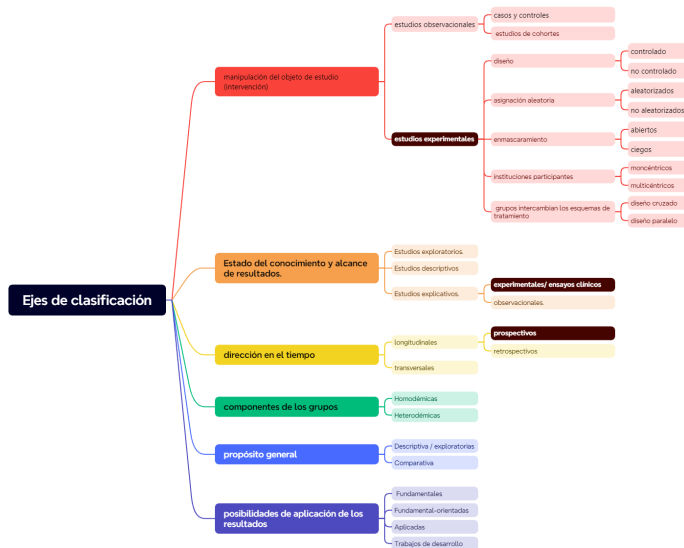 Ejes de clasificación
manipulación del objeto de estudio
(intervención)
estudios observacionales
casos y controles
estudios de cohortes
estudios experimentales
diseño
controlado
no controlado
asignación aleatoria
aleatorizados
no aleatorizados
enmascaramiento
abiertos
ciegos
instituciones participantes
moncéntricos
multicéntricos
grupos intercambian los esquemas de
tratamiento
diseño cruzado
diseño paralelo
Estado del conocimiento y alcance
de resultados.
Estudios exploratorios.
Estudios descriptivos
Estudios explicativos.
experimentales/ ensayos clínicos
observacionales.
dirección en el tiempo
longitudinales
prospectivos
retrospectivos
transversales
componentes de los grupos
Homodémicas
Heterodémicas
propósito general
Descriptiva / exploratorias
Comparativa
posibilidades de aplicación de los
resultados
Fundamentales
Fundamental-orientadas
Aplicadas
Trabajos de desarrollo